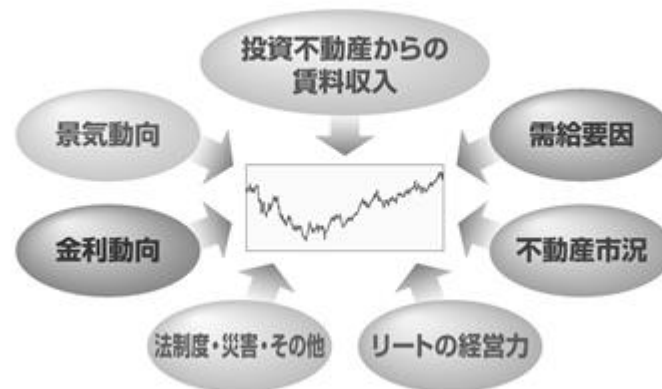 投資不動産からの
賃料収入
景気動向
需給要因
金利動向
不動産市況
法制度・災害・その他
リートの経営力